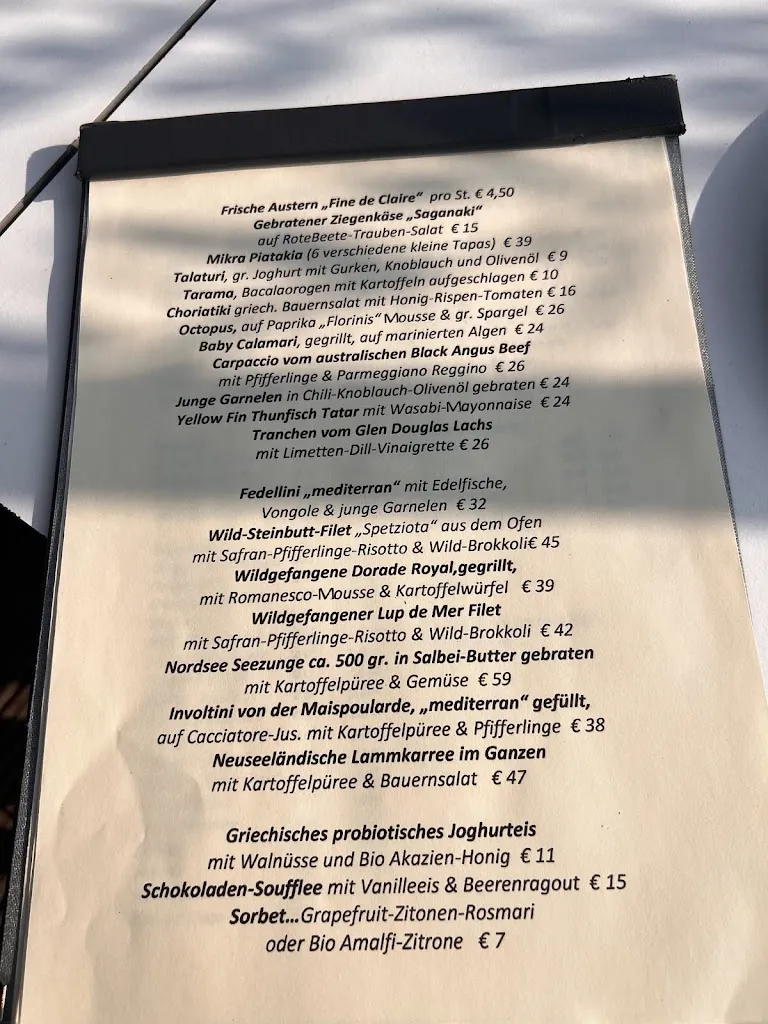 Frische Austern „Fine de Claire“ pro St. € 4,50
Gebratener Ziegenkäse „Saganaki“
auf RoteBeete-Trauben-Salat € 15
Mikra Piatakia (6 verschiedene kleine Tapas) € 39
Talaturi, gr. Joghurt mit Gurken, Knoblauch und Olivenöl € 9
Tarama, Bacalaorogen mit Kartoffeln aufgeschlagen € 10
Choriatiki griech. Bauernsalat mit Honig-Rispen-Tomaten € 16
Octopus, auf Paprika „Florinis“ Mousse & gr. Spargel € 26
Baby Calamari, gegrillt, auf marinierten Algen € 24
Carpaccio vom australischen Black Angus Beef
mit Pfifferlinge & Parmeggiano Reggino € 26
Junge Garnelen in Chili-Knoblauch-Olivenöl gebraten € 24
Yellow Fin Thunfisch Tatar mit Wasabi-Mayonnaise € 24
Tranchen vom Glen Douglas Lachs
mit Limetten-Dill-Vinaigrette € 26
Fedellini „mediterran“ mit Edelfische,
Vongole & junge Garnelen € 32
Wild-Steinbutt-Filet „Spetziota“ aus dem Ofen
mit Safran-Pfifferlinge-Risotto & Wild-Brokkoli€ 45
Wildgefangene Dorade Royal,gegrillt,
mit Romanesco-Mousse & Kartoffelwürfel € 39
Wildgefangener Lup de Mer Filet
mit Safran-Pfifferlinge-Risotto & Wild-Brokkoli € 42
Nordsee Seezunge ca. 500 gr. in Salbei-Butter gebraten
mit Kartoffelpüree & Gemüse € 59
Involtini von der Maispoularde, „mediterran“ gefüllt,
auf Cacciatore-Jus. mit Kartoffelpüree & Pfifferlinge € 38
Neuseeländische Lammkarree im Ganzen
mit Kartoffelpüree & Bauernsalat € 47
Griechisches probiotisches Joghurteis
mit Walnüsse und Bio Akazien-Honig € 11
Schokoladen-Soufflee mit Vanilleeis & Beerenragout € 15
Sorbet...Grapefruit-Zitonen-Rosmari
oder Bio Amalfi-Zitrone € 7